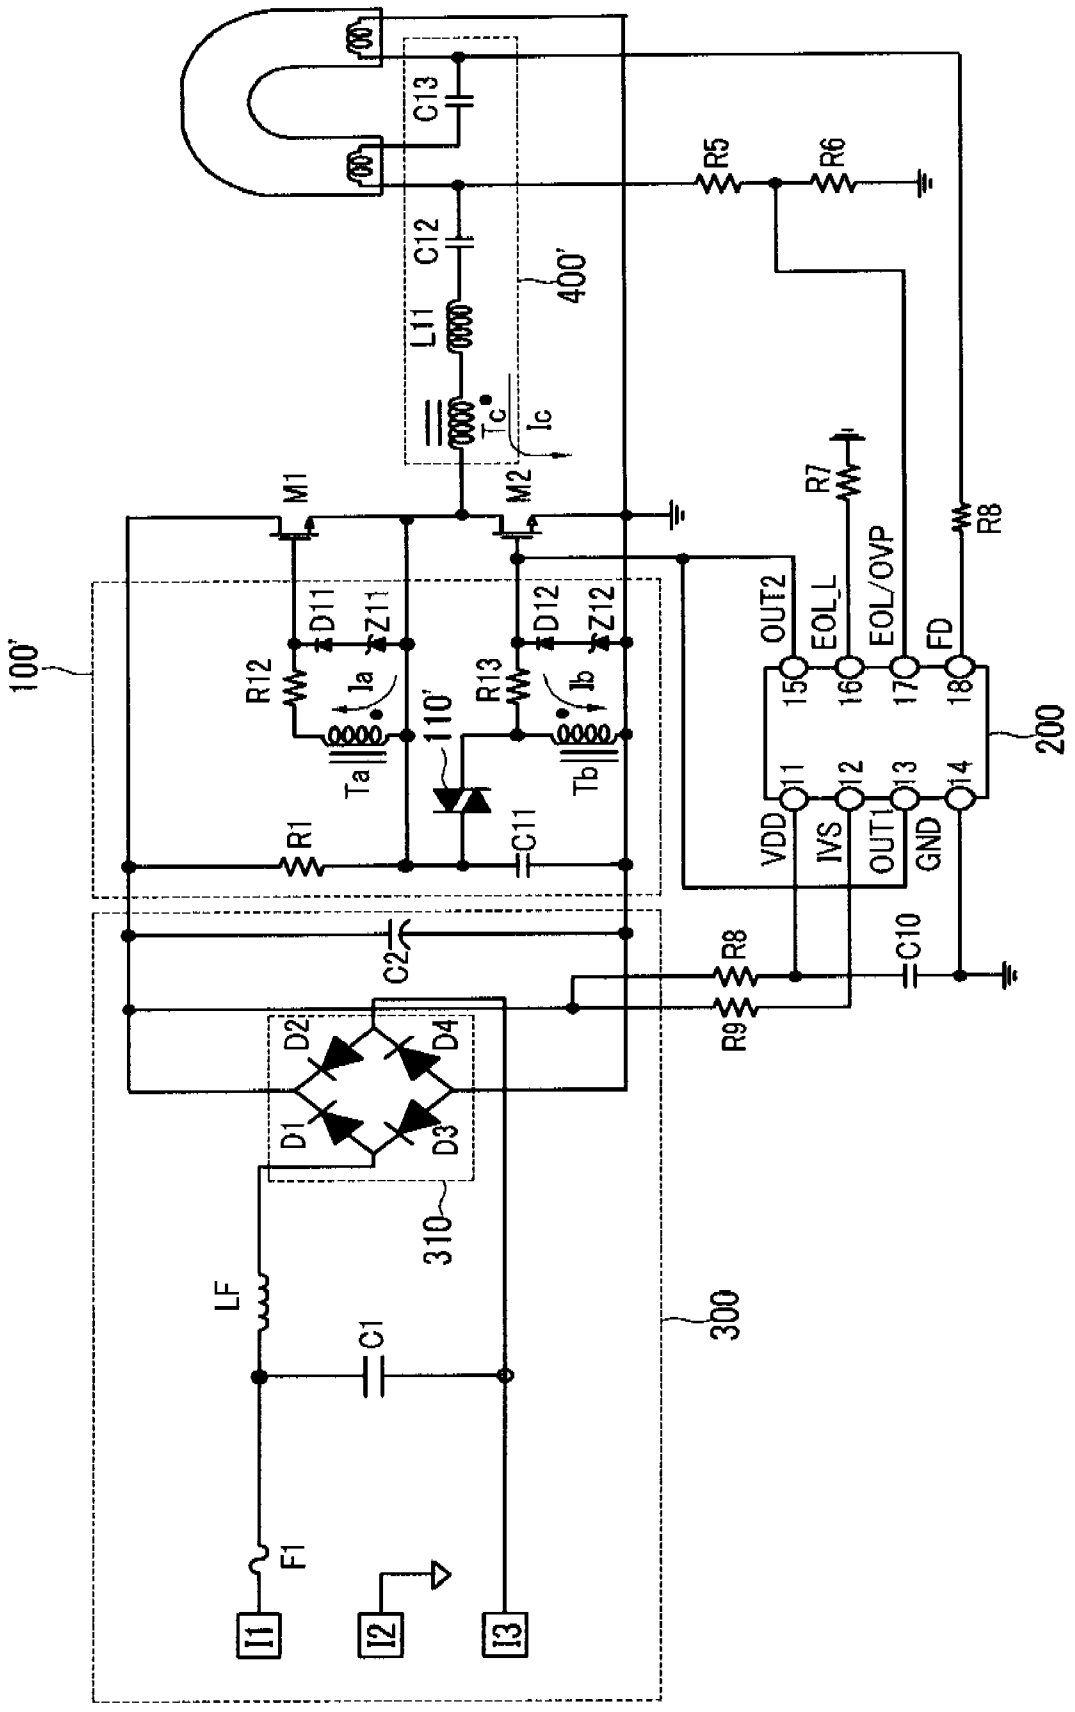 100'
300
I1
I2
I3
F1
LF
C1
310
D1
D2
D3
D4
C2
R1
C11
110'
Ta
Ia
R12
D11
Z11
Tb
Ib
R13
D12
Z12
M1
M2
Tc
Ic
L11
C12
C13
400'
R9
R8
C10
VDD
IVS
OUT1
GND
11
12
13
14
15
16
17
18
OUT2
EOL_L
EOL/OVP
FD
200
R7
R8
R5
R6